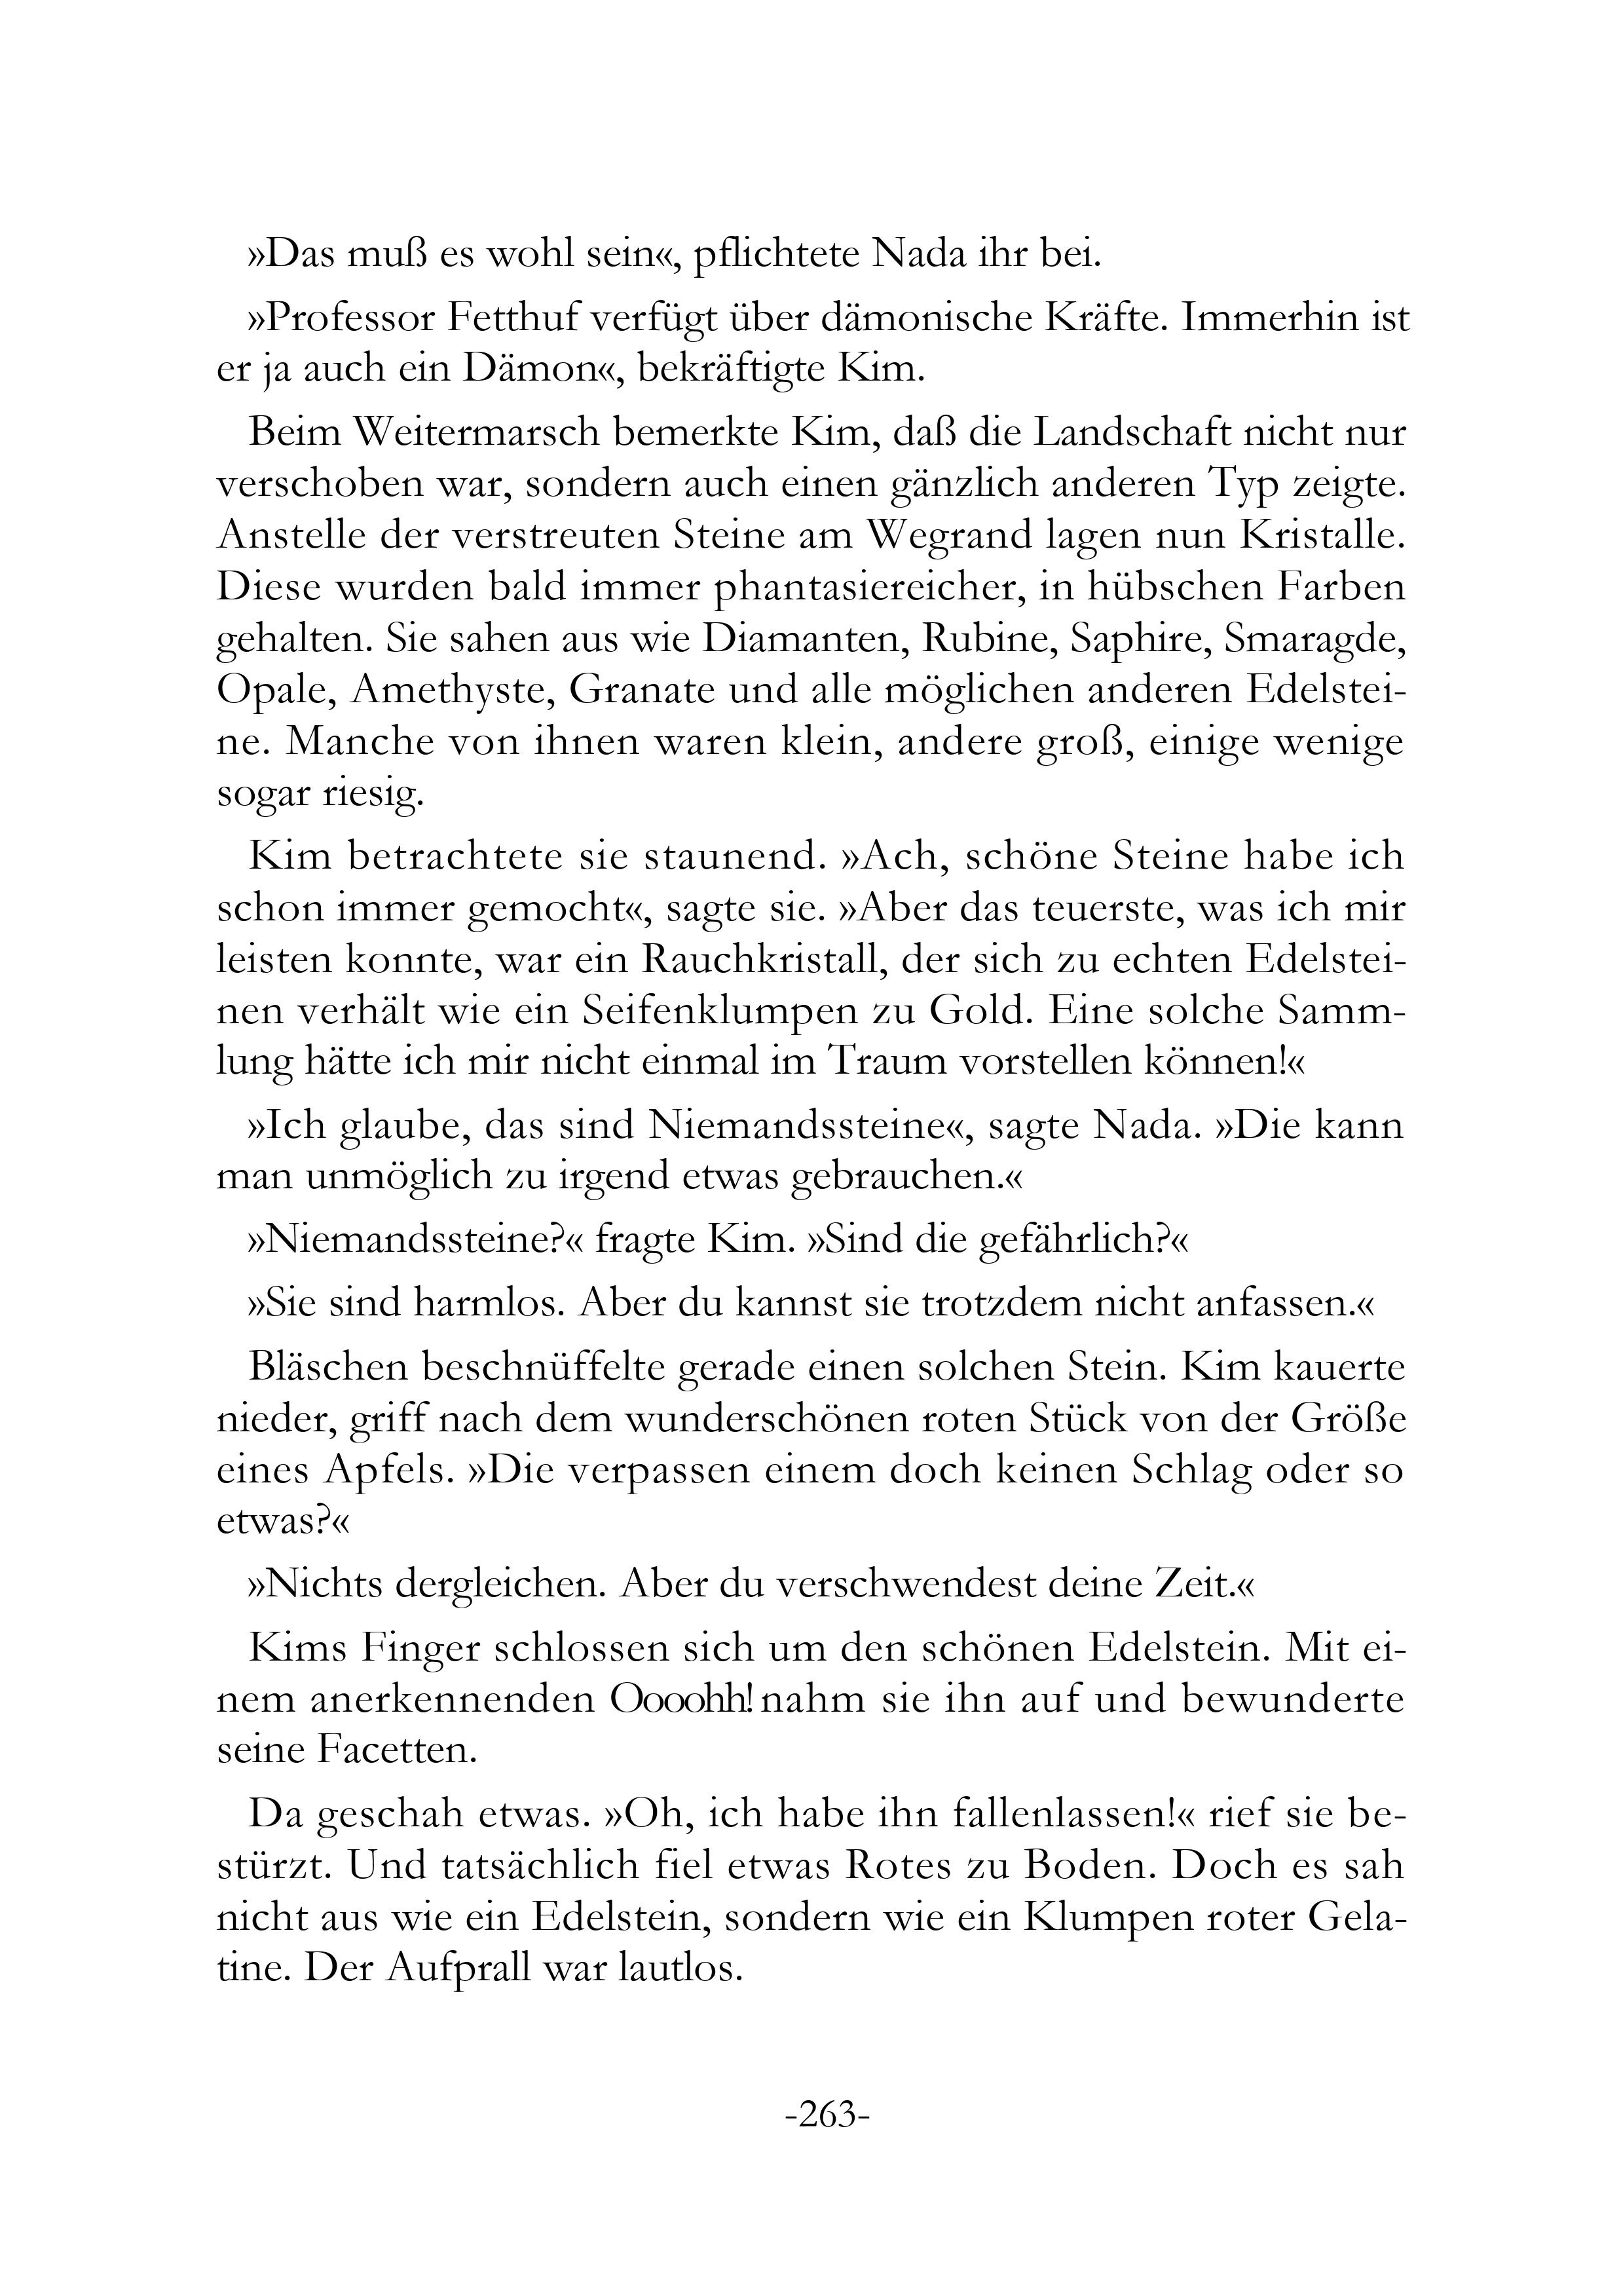 »Das muß es wohl sein«, pflichtete Nada ihr bei.
»Professor Fetthuf verfügt über dämonische Kräfte. Immerhin ist
er ja auch ein Dämon«, bekräftigte Kim.
Beim Weitermarsch bemerkte Kim, daß die Landschaft nicht nur
verschoben war, sondern auch einen gänzlich anderen Typ zeigte.
Anstelle der verstreuten Steine am Wegrand lagen nun Kristalle.
Diese wurden bald immer phantasiereicher, in hübschen Farben
gehalten. Sie sahen aus wie Diamanten, Rubine, Saphire, Smaragde,
Opale, Amethyste, Granate und alle möglichen anderen Edelstei-
ne. Manche von ihnen waren klein, andere groß, einige wenige
sogar riesig.
Kim betrachtete sie staunend. »Ach, schöne Steine habe ich
schon immer gemocht«, sagte sie. »Aber das teuerste, was ich mir
leisten konnte, war ein Rauchkristall, der sich zu echten Edelstei-
nen verhält wie ein Seifenklumpen zu Gold. Eine solche Samm-
lung hätte ich mir nicht einmal im Traum vorstellen können!«
»Ich glaube, das sind Niemandssteine«, sagte Nada. »Die kann
man unmöglich zu irgend etwas gebrauchen.«
»Niemandssteine?« fragte Kim. »Sind die gefährlich?«
»Sie sind harmlos. Aber du kannst sie trotzdem nicht anfassen.«
Bläschen beschnüffelte gerade einen solchen Stein. Kim kauerte
nieder, griff nach dem wunderschönen roten Stück von der Größe
eines Apfels. »Die verpassen einem doch keinen Schlag oder so
etwas?«
»Nichts dergleichen. Aber du verschwendest deine Zeit.«
Kims Finger schlossen sich um den schönen Edelstein. Mit ei-
nem anerkennenden Oooohh! nahm sie ihn auf und bewunderte
seine Facetten.
Da geschah etwas. »Oh, ich habe ihn fallenlassen!« rief sie be-
stürzt. Und tatsächlich fiel etwas Rotes zu Boden. Doch es sah
nicht aus wie ein Edelstein, sondern wie ein Klumpen roter Gela-
tine. Der Aufprall war lautlos.
-263-